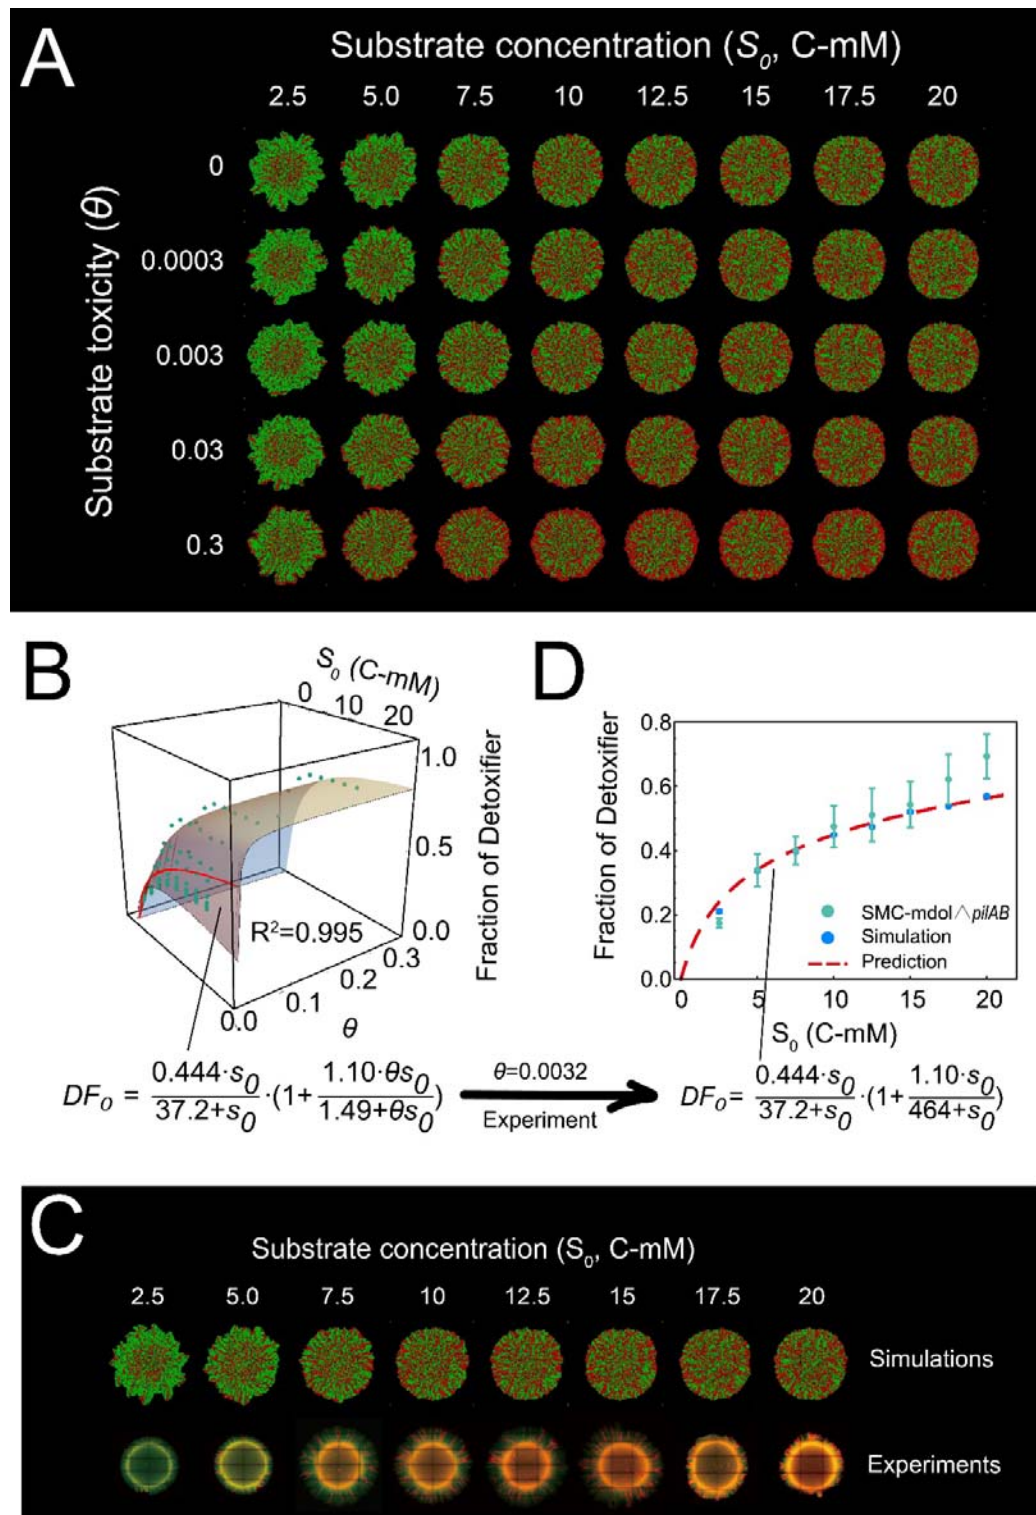 A
Substrate concentration (S₀, C-mM)
2.5 5.0 7.5 10 12.5 15 17.5 20
Substrate toxicity (θ)
0
0.0003
0.003
0.03
0.3
B
S₀ (C-mM)
0 10 20
1.0
0.5
0.0
Fraction of Detoxifier
R²=0.995
0.0 0.1 0.2 0.3
θ
DF₀ = 0.444·s₀ / 37.2+s₀ ·(1+ 1.10·θs₀ / 1.49+θs₀)
θ=0.0032
Experiment
D
Fraction of Detoxifier
0.8
0.6
0.4
0.2
0.0
SMC-mdol△pilAB
Simulation
Prediction
0 5 10 15 20
S₀ (C-mM)
DF₀= 0.444·s₀ / 37.2+s₀ ·(1+ 1.10·s₀ / 464+s₀)
C
Substrate concentration (S₀, C-mM)
2.5 5.0 7.5 10 12.5 15 17.5 20
Simulations
Experiments